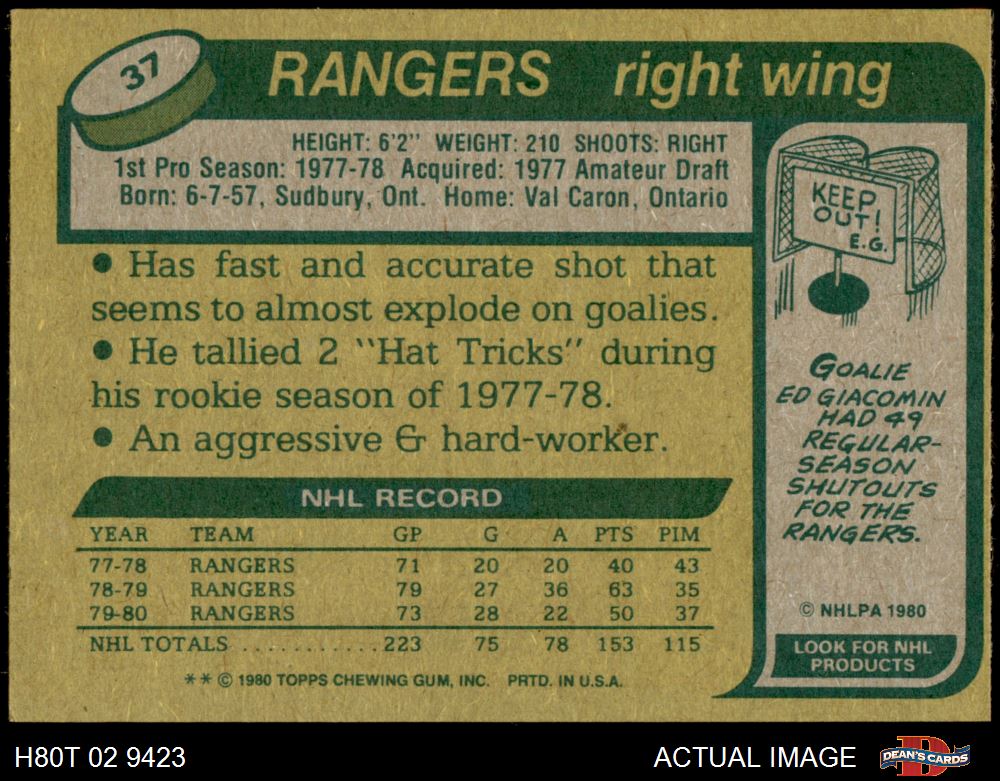 37
RANGERS right wing
HEIGHT: 6'2" WEIGHT: 210 SHOOTS: RIGHT
1st Pro Season: 1977-78 Acquired: 1977 Amateur Draft
Born: 6-7-57, Sudbury, Ont. Home: Val Caron, Ontario
• Has fast and accurate shot that
seems to almost explode on goalies.
• He tallied 2 "Hat Tricks" during
his rookie season of 1977-78.
• An aggressive & hard-worker.
NHL RECORD
YEAR TEAM GP G A PTS PIM
77-78 RANGERS 71 20 20 40 43
78-79 RANGERS 79 27 36 63 35
79-80 RANGERS 73 28 22 50 37
NHL TOTALS ............ 223 75 78 153 115
** © 1980 TOPPS CHEWING GUM, INC. PRTD. IN U.S.A.
KEEP
OUT!
E.G.
GOALIE
ED GIACOMIN
HAD 49
REGULAR-
SEASON
SHUTOUTS
FOR THE
RANGERS.
© NHLPA 1980
LOOK FOR NHL
PRODUCTS
H80T 02 9423 ACTUAL IMAGE
DEAN'S CARDS